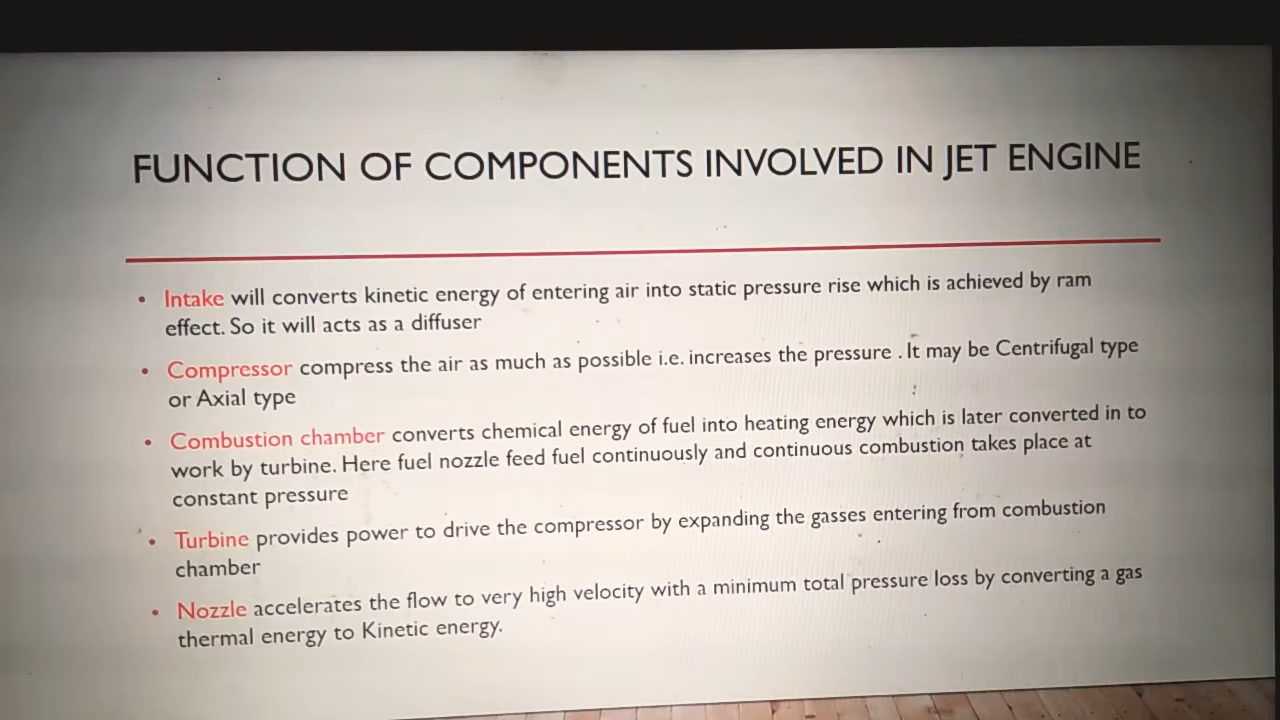 FUNCTION OF COMPONENTS INVOLVED IN JET ENGINE
• Intake will converts kinetic energy of entering air into static pressure rise which is achieved by ram
effect. So it will acts as a diffuser
• Compressor compress the air as much as possible i.e. increases the pressure . It may be Centrifugal type
or Axial type
• Combustion chamber converts chemical energy of fuel into heating energy which is later converted in to
work by turbine. Here fuel nozzle feed fuel continuously and continuous combustion takes place at
constant pressure
• Turbine provides power to drive the compressor by expanding the gasses entering from combustion
chamber
• Nozzle accelerates the flow to very high velocity with a minimum total pressure loss by converting a gas
thermal energy to Kinetic energy.